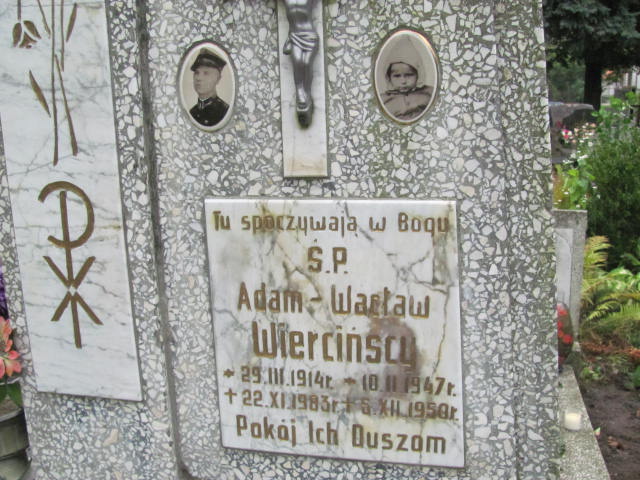 Tu spoczywają w Bogu
Ś.P.
Adam - Wacław
Wiercińscy
* 29.III.1914r. * 10.II.1947r.
† 22.XI.1983r. † 5.XII.1950r.
Pokój Ich Duszom